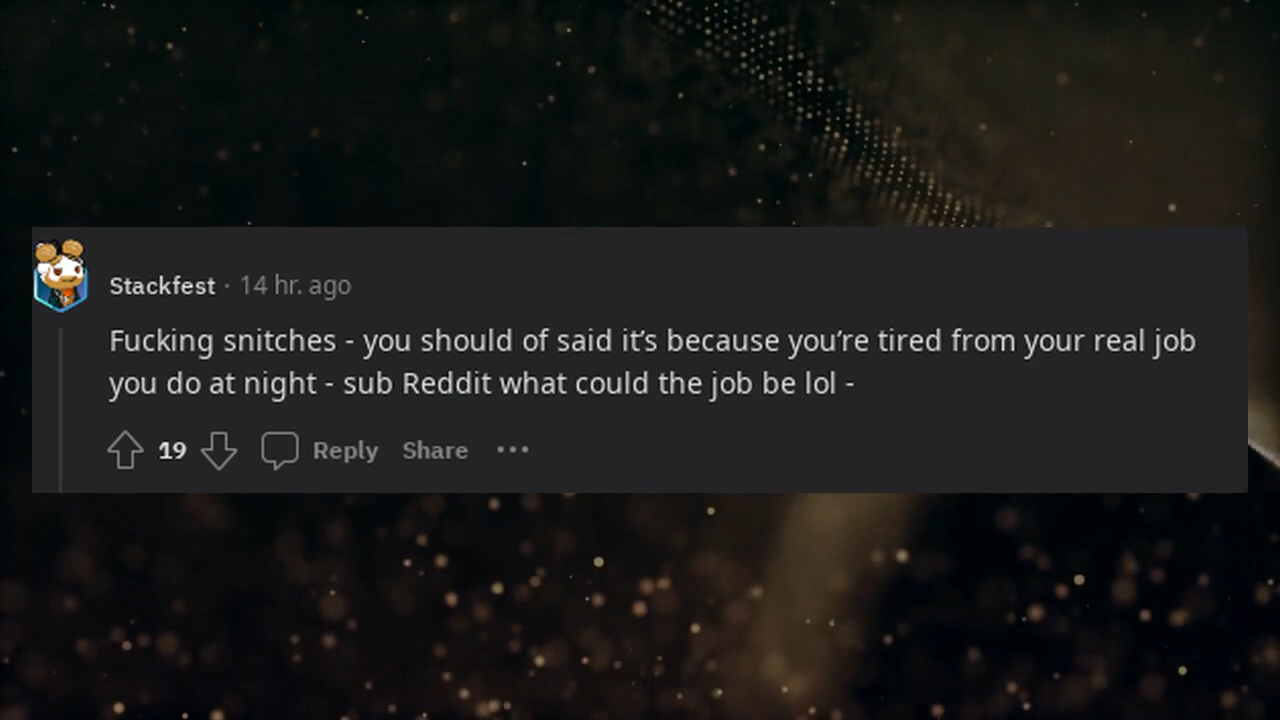 Stackfest · 14 hr. ago
Fucking snitches - you should of said it’s because you’re tired from your real job
you do at night - sub Reddit what could the job be lol -
19 Reply Share •••